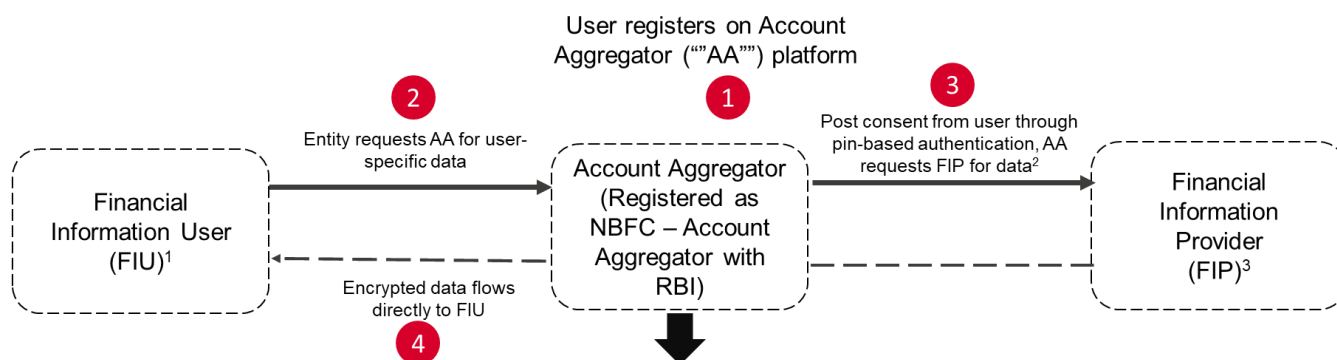 User registers on Account
Aggregator (“”AA””) platform
1
2
Entity requests AA for user-
specific data
3
Post consent from user through
pin-based authentication, AA
requests FIP for data²
Financial
Information User
(FIU)¹
Account Aggregator
(Registered as
NBFC – Account
Aggregator with
RBI)
Financial
Information
Provider
(FIP)³
Encrypted data flows
directly to FIU
4